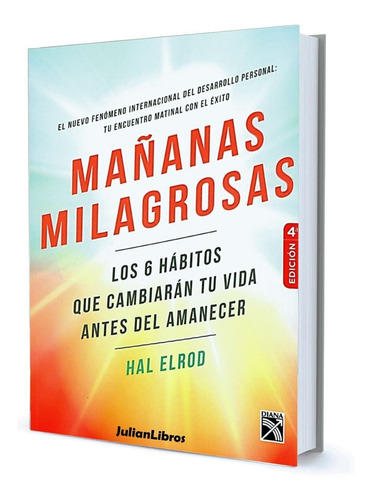 EL NUEVO FENÓMENO INTERNACIONAL DEL DESARROLLO PERSONAL:
TU ENCUENTRO MATINAL CON EL ÉXITO
MAÑANAS
MILAGROSAS
4ª
EDICIÓN
LOS 6 HÁBITOS
QUE CAMBIARÁN TU VIDA
ANTES DEL AMANECER
HAL ELROD
JulianLibros
DIANA